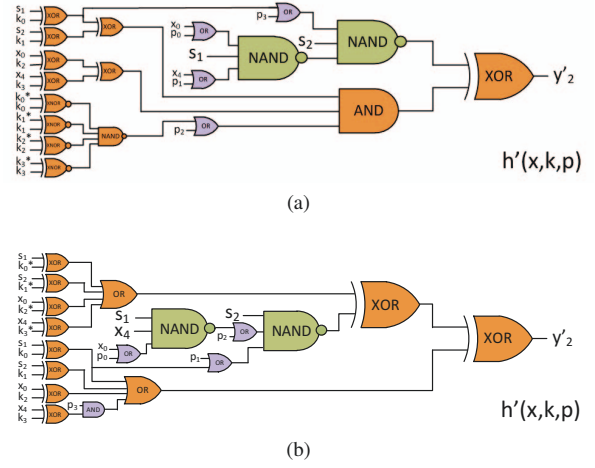 s₁
k₀
XOR
s₂
k₁
XOR
XOR
x₀
k₂
XOR
x₄
k₃
XOR
XOR
k₀*
k₀
XNOR
k₁*
k₁
XNOR
k₂*
k₂
XNOR
k₃*
k₃
XNOR
NAND
p₂
OR
x₀
p₀
OR
s₁
x₄
p₁
OR
NAND
p₃
OR
s₂
NAND
AND
XOR
y'₂
h'(x,k,p)
(a)
s₁
k₀*
XOR
s₂
k₁*
XOR
x₀
k₂*
XOR
x₄
k₃*
XOR
OR
s₁
k₀
XOR
s₂
k₁
XOR
x₀
k₂
XOR
x₄
k₃
XOR
p₃
AND
OR
s₁
x₄
x₀
p₀
OR
NAND
s₂
p₂
OR
p₁
OR
NAND
XOR
XOR
y'₂
h'(x,k,p)
(b)